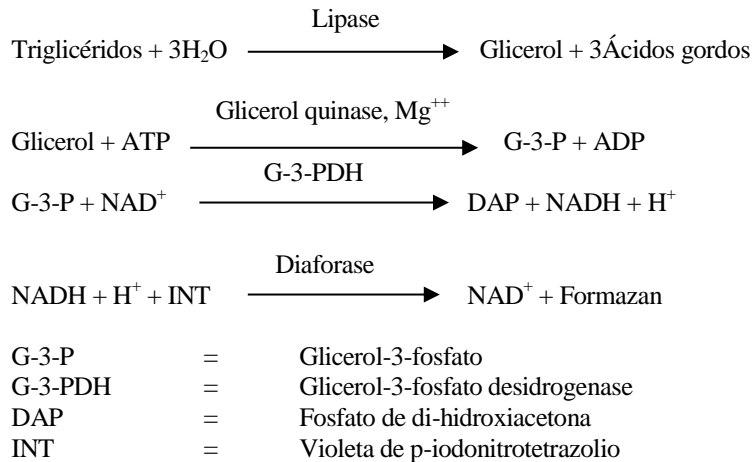 Lipase
Triglicéridos + 3H₂O Glicerol + 3Ácidos gordos
Glicerol quinase, Mg⁺⁺
Glicerol + ATP G-3-P + ADP
G-3-PDH
G-3-P + NAD⁺ DAP + NADH + H⁺
Diaforase
NADH + H⁺ + INT NAD⁺ + Formazan
G-3-P = Glicerol-3-fosfato
G-3-PDH = Glicerol-3-fosfato desidrogenase
DAP = Fosfato de di-hidroxiacetona
INT = Violeta de p-iodonitrotetrazolio